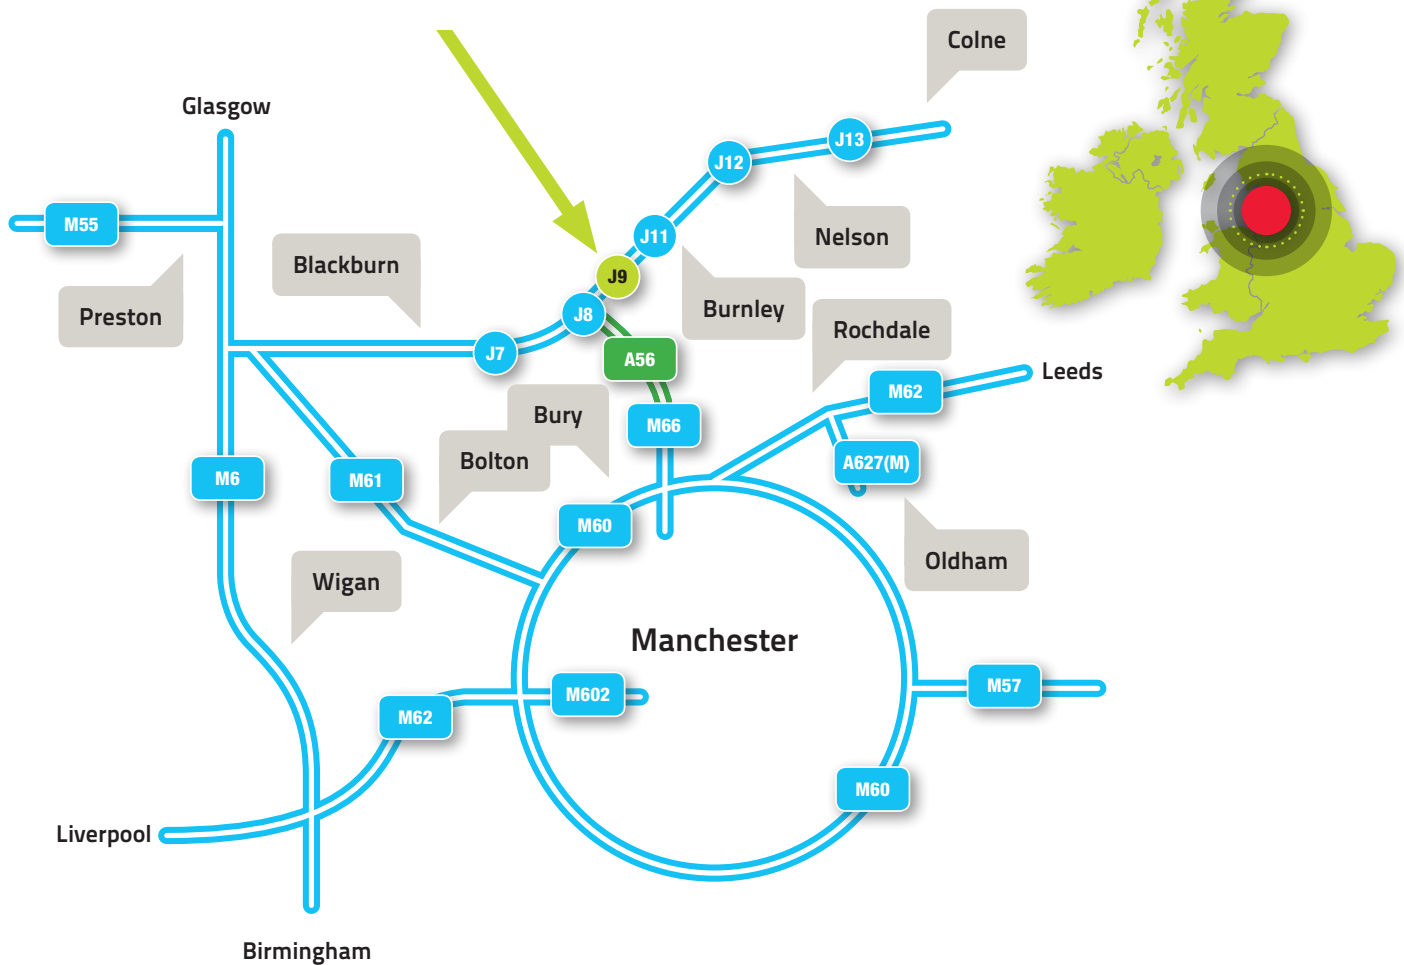 Colne
Glasgow
J13
J12
M55
J11
Nelson
Blackburn
J9
Preston
J8
Burnley
Rochdale
J7
A56
Leeds
M62
Bury
M66
Bolton
A627(M)
M6
M61
M60
Oldham
Wigan
Manchester
M57
M602
M62
M60
Liverpool
Birmingham